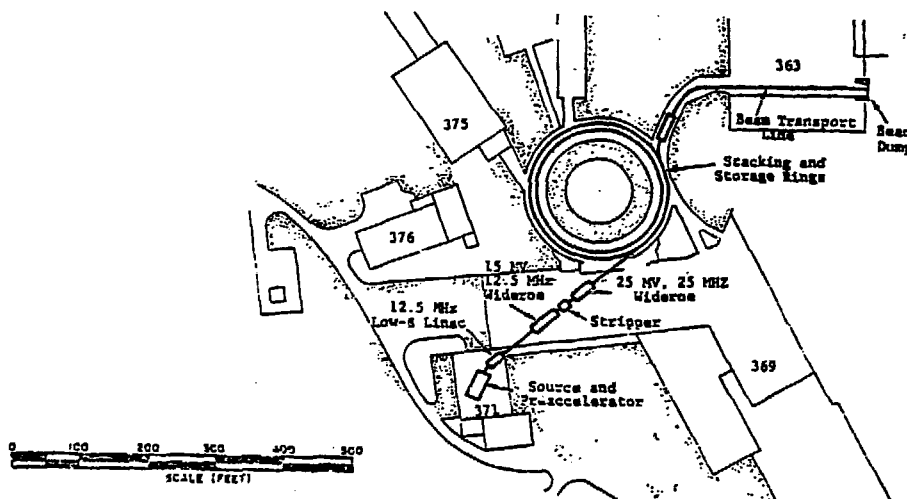 363
375
Beam Transport
Line
Stacking and
Storage Rings
376
15 MV
12.5 MHz
Wideroe
25 MV, 25 MHZ
Wideroe
12.5 MHz
Low-β Linac
Stripper
369
Source and
371
0 100 200 300 400 500
SCALE (FEET)